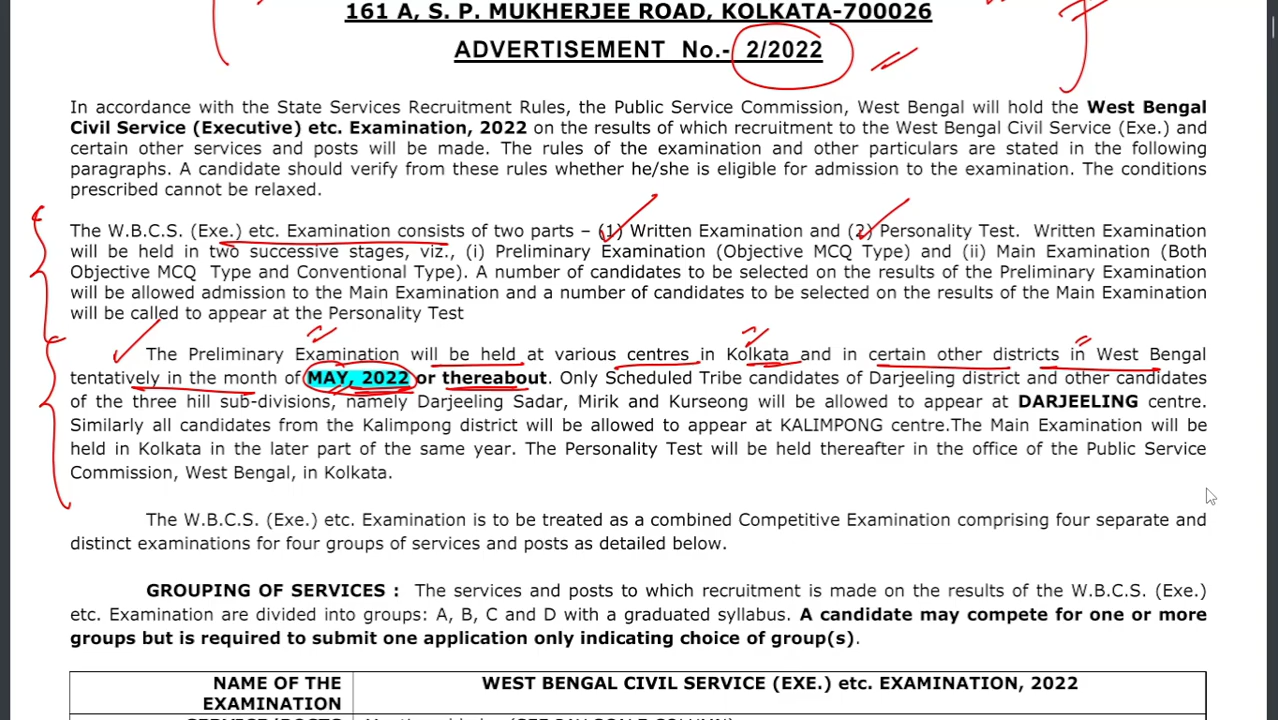 161 A, S. P. MUKHERJEE ROAD, KOLKATA-700026
ADVERTISEMENT No.- 2/2022
In accordance with the State Services Recruitment Rules, the Public Service Commission, West Bengal will hold the West Bengal
Civil Service (Executive) etc. Examination, 2022 on the results of which recruitment to the West Bengal Civil Service (Exe.) and
certain other services and posts will be made. The rules of the examination and other particulars are stated in the following
paragraphs. A candidate should verify from these rules whether he/she is eligible for admission to the examination. The conditions
prescribed cannot be relaxed.
The W.B.C.S. (Exe.) etc. Examination consists of two parts – (1) Written Examination and (2) Personality Test. Written Examination
will be held in two successive stages, viz., (i) Preliminary Examination (Objective MCQ Type) and (ii) Main Examination (Both
Objective MCQ Type and Conventional Type). A number of candidates to be selected on the results of the Preliminary Examination
will be allowed admission to the Main Examination and a number of candidates to be selected on the results of the Main Examination
will be called to appear at the Personality Test
The Preliminary Examination will be held at various centres in Kolkata and in certain other districts in West Bengal
tentatively in the month of MAY, 2022 or thereabout. Only Scheduled Tribe candidates of Darjeeling district and other candidates
of the three hill sub-divisions, namely Darjeeling Sadar, Mirik and Kurseong will be allowed to appear at DARJEELING centre.
Similarly all candidates from the Kalimpong district will be allowed to appear at KALIMPONG centre.The Main Examination will be
held in Kolkata in the later part of the same year. The Personality Test will be held thereafter in the office of the Public Service
Commission, West Bengal, in Kolkata.
The W.B.C.S. (Exe.) etc. Examination is to be treated as a combined Competitive Examination comprising four separate and
distinct examinations for four groups of services and posts as detailed below.
GROUPING OF SERVICES : The services and posts to which recruitment is made on the results of the W.B.C.S. (Exe.)
etc. Examination are divided into groups: A, B, C and D with a graduated syllabus. A candidate may compete for one or more
groups but is required to submit one application only indicating choice of group(s).
NAME OF THE WEST BENGAL CIVIL SERVICE (EXE.) etc. EXAMINATION, 2022
EXAMINATION